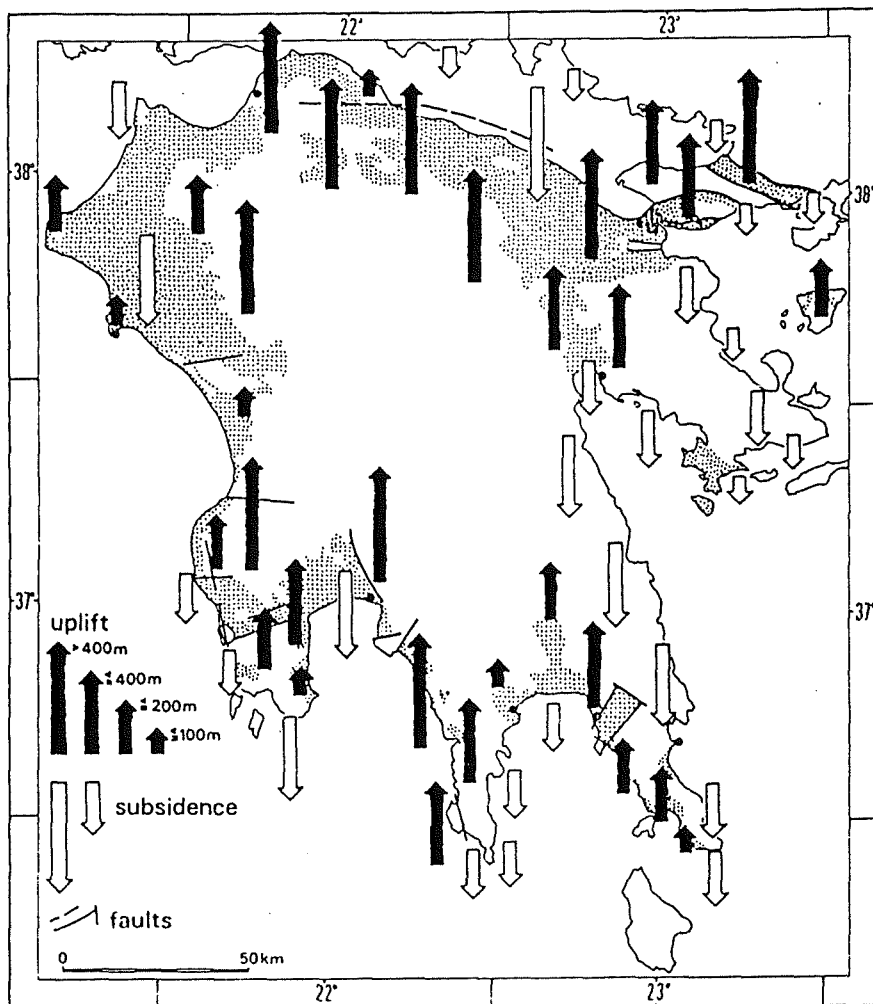 22° 23°
38° 38°
37° 37°
uplift
>400m
≤400m
≤200m
≤100m
subsidence
faults
0 50km
22° 23°